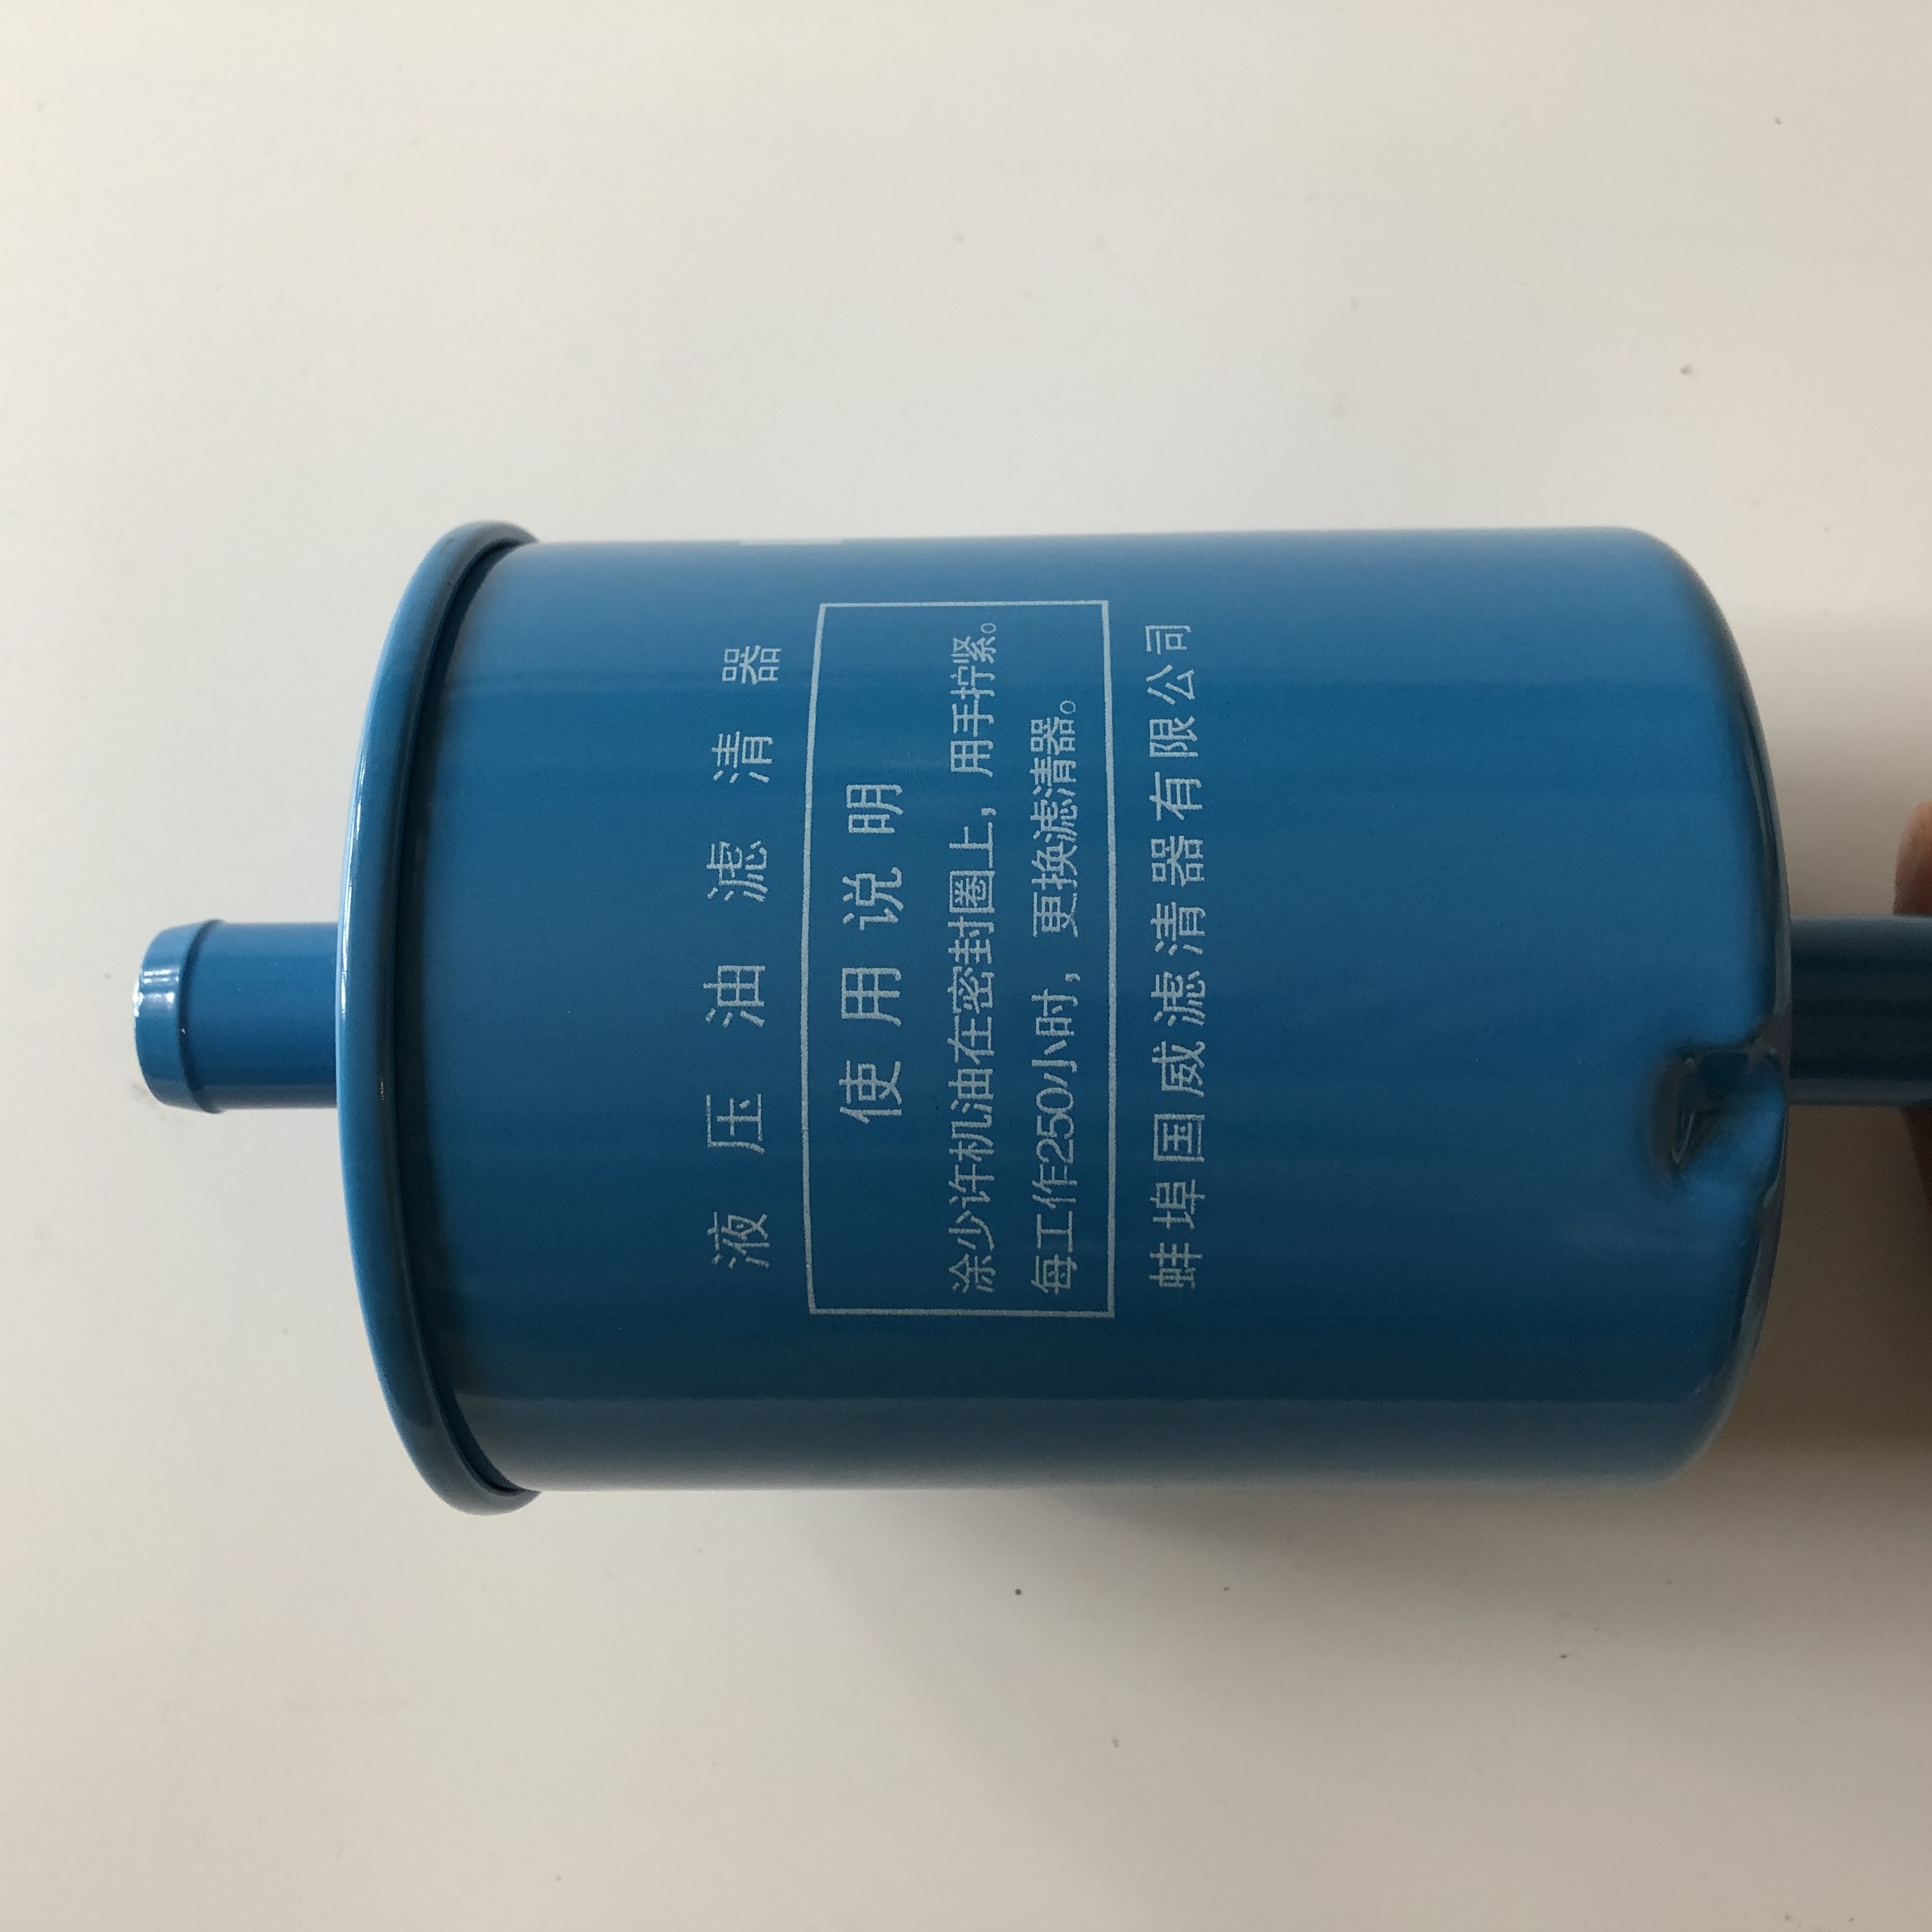 液压油滤清器
使用说明
涂少许机油在密封圈上，用手拧紧。
每工作250小时，更换滤清器。
蚌埠国威滤清器有限公司